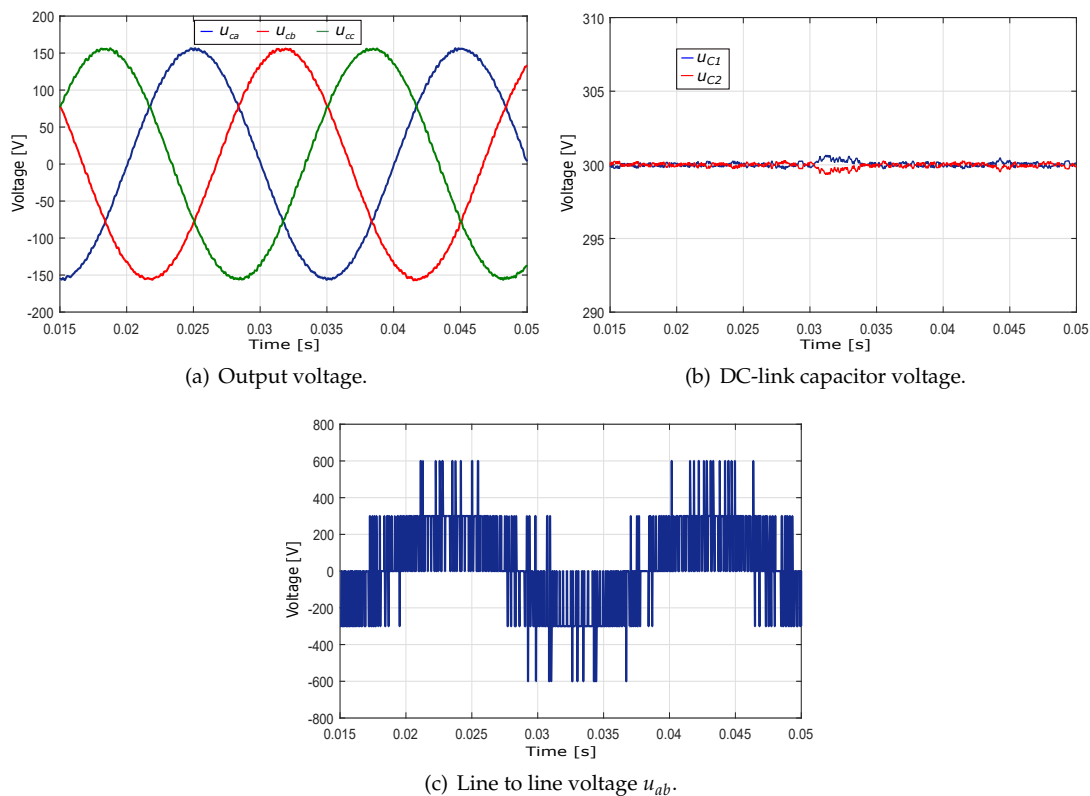 200
150
100
50
0
-50
-100
-150
-200
Voltage [V]
u_ca u_cb u_cc
0.015 0.02 0.025 0.03 0.035 0.04 0.045 0.05
Time [s]
(a) Output voltage.
310
305
300
295
290
Voltage [V]
u_C1
u_C2
0.015 0.02 0.025 0.03 0.035 0.04 0.045 0.05
Time [s]
(b) DC-link capacitor voltage.
800
600
400
200
0
-200
-400
-600
-800
Voltage [V]
0.015 0.02 0.025 0.03 0.035 0.04 0.045 0.05
Time [s]
(c) Line to line voltage u_ab.